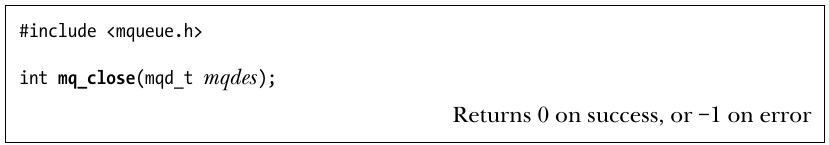 #include <mqueue.h>
int mq_close(mqd_t mqdes);
Returns 0 on success, or −1 on error